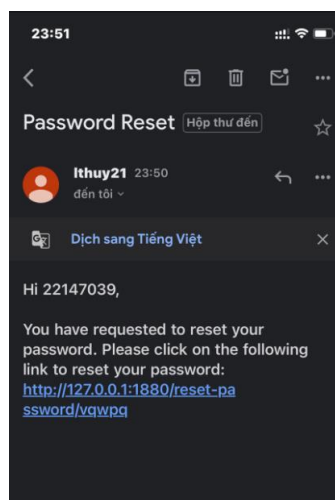 23:51
Password Reset Hộp thư đến
lthuy21 23:50
đến tôi
Dịch sang Tiếng Việt
Hi 22147039,
You have requested to reset your
password. Please click on the following
link to reset your password:
http://127.0.0.1:1880/reset-pa
ssword/vqwpq